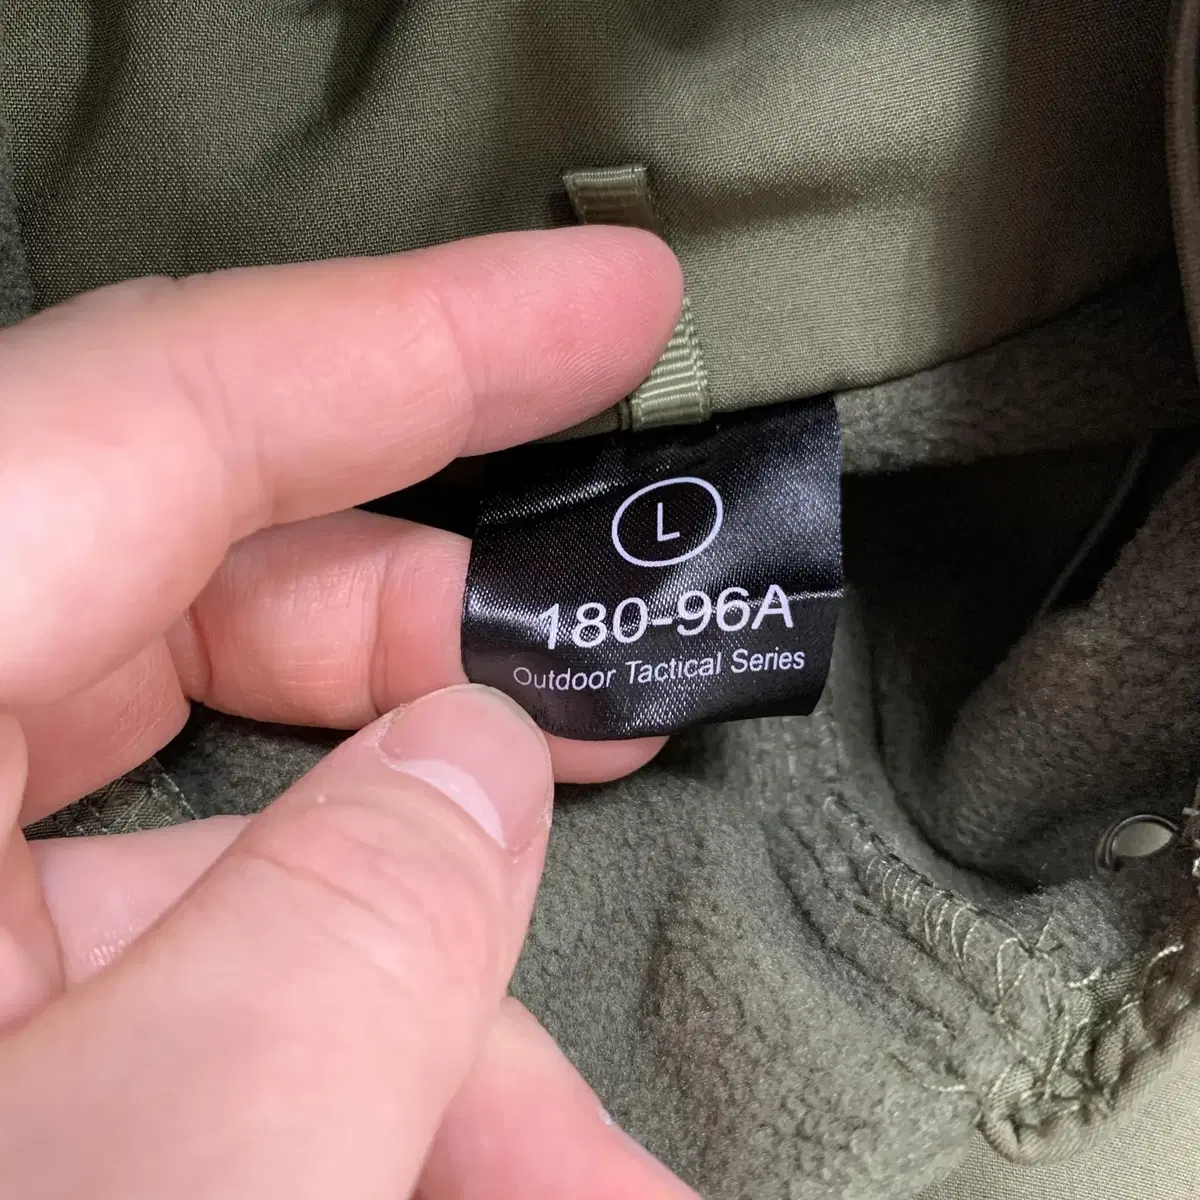 L
180-96A
Outdoor Tactical Series